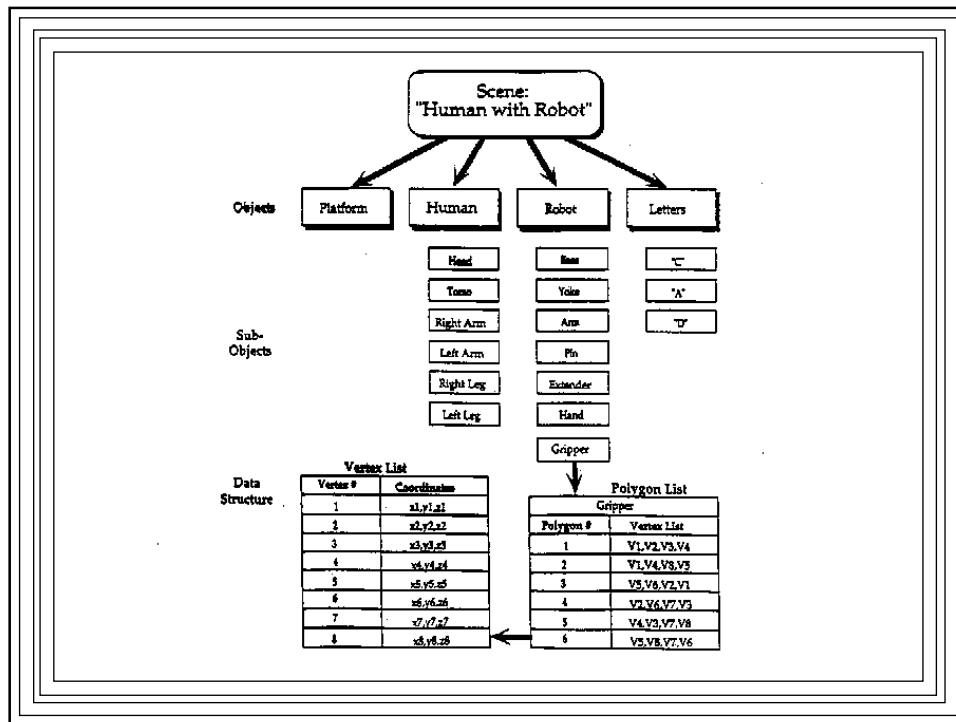 Scene:
"Human with Robot"
Objects
Platform
Human
Robot
Letters
Sub-
Objects
Head
Torso
Right Arm
Left Arm
Right Leg
Left Leg
Base
Yoke
Arm
Pin
Extender
Hand
Gripper
"C"
"A"
"D"
Data
Structure
Vertex List
Vertex # Coordinates
1 x1,y1,z1
2 x2,y2,z2
3 x3,y3,z3
4 x4,y4,z4
5 x5,y5,z5
6 x6,y6,z6
7 x7,y7,z7
8 x8,y8,z8
Polygon List
Gripper
Polygon # Vertex List
1 V1,V2,V3,V4
2 V1,V4,V8,V5
3 V5,V6,V2,V1
4 V2,V6,V7,V3
5 V4,V3,V7,V8
6 V5,V8,V7,V6